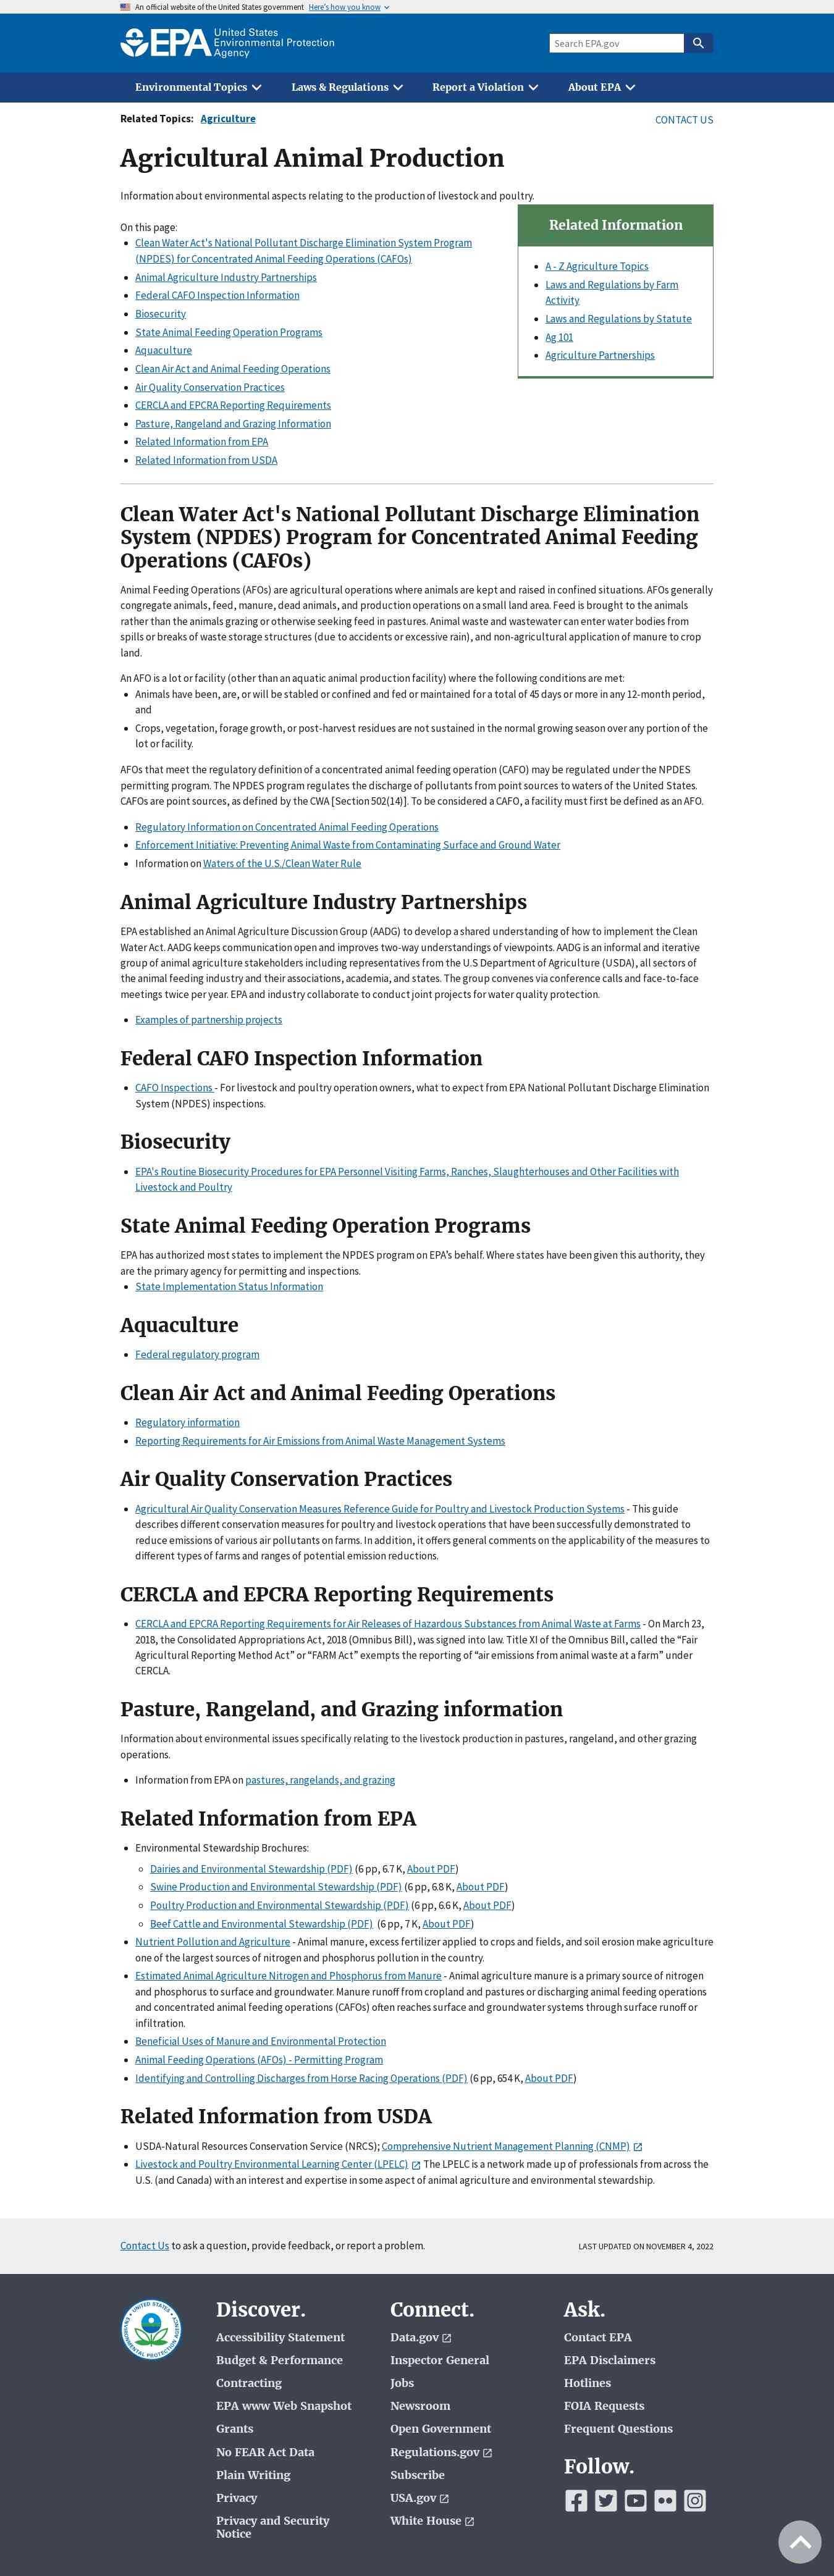 An official website of the United States government Here's how you know
EPA United States
Environmental Protection
Agency
Search EPA.gov
Environmental Topics Laws & Regulations Report a Violation About EPA
Related Topics: Agriculture
CONTACT US
Agricultural Animal Production
Information about environmental aspects relating to the production of livestock and poultry.
On this page:
Clean Water Act's National Pollutant Discharge Elimination System Program
(NPDES) for Concentrated Animal Feeding Operations (CAFOs)
Animal Agriculture Industry Partnerships
Federal CAFO Inspection Information
Biosecurity
State Animal Feeding Operation Programs
Aquaculture
Clean Air Act and Animal Feeding Operations
Air Quality Conservation Practices
CERCLA and EPCRA Reporting Requirements
Pasture, Rangeland and Grazing Information
Related Information from EPA
Related Information from USDA
Related Information
A - Z Agriculture Topics
Laws and Regulations by Farm
Activity
Laws and Regulations by Statute
Ag 101
Agriculture Partnerships
Clean Water Act's National Pollutant Discharge Elimination
System (NPDES) Program for Concentrated Animal Feeding
Operations (CAFOs)
Animal Feeding Operations (AFOs) are agricultural operations where animals are kept and raised in confined situations. AFOs generally
congregate animals, feed, manure, dead animals, and production operations on a small land area. Feed is brought to the animals
rather than the animals grazing or otherwise seeking feed in pastures. Animal waste and wastewater can enter water bodies from
spills or breaks of waste storage structures (due to accidents or excessive rain), and non-agricultural application of manure to crop
land.
An AFO is a lot or facility (other than an aquatic animal production facility) where the following conditions are met:
Animals have been, are, or will be stabled or confined and fed or maintained for a total of 45 days or more in any 12-month period,
and
Crops, vegetation, forage growth, or post-harvest residues are not sustained in the normal growing season over any portion of the
lot or facility.
AFOs that meet the regulatory definition of a concentrated animal feeding operation (CAFO) may be regulated under the NPDES
permitting program. The NPDES program regulates the discharge of pollutants from point sources to waters of the United States.
CAFOs are point sources, as defined by the CWA [Section 502(14)]. To be considered a CAFO, a facility must first be defined as an AFO.
Regulatory Information on Concentrated Animal Feeding Operations
Enforcement Initiative: Preventing Animal Waste from Contaminating Surface and Ground Water
Information on Waters of the U.S./Clean Water Rule
Animal Agriculture Industry Partnerships
EPA established an Animal Agriculture Discussion Group (AADG) to develop a shared understanding of how to implement the Clean
Water Act. AADG keeps communication open and improves two-way understandings of viewpoints. AADG is an informal and iterative
group of animal agriculture stakeholders including representatives from the U.S Department of Agriculture (USDA), all sectors of
the animal feeding industry and their associations, academia, and states. The group convenes via conference calls and face-to-face
meetings twice per year. EPA and industry collaborate to conduct joint projects for water quality protection.
Examples of partnership projects
Federal CAFO Inspection Information
CAFO Inspections - For livestock and poultry operation owners, what to expect from EPA National Pollutant Discharge Elimination
System (NPDES) inspections.
Biosecurity
EPA's Routine Biosecurity Procedures for EPA Personnel Visiting Farms, Ranches, Slaughterhouses and Other Facilities with
Livestock and Poultry
State Animal Feeding Operation Programs
EPA has authorized most states to implement the NPDES program on EPA’s behalf. Where states have been given this authority, they
are the primary agency for permitting and inspections.
State Implementation Status Information
Aquaculture
Federal regulatory program
Clean Air Act and Animal Feeding Operations
Regulatory information
Reporting Requirements for Air Emissions from Animal Waste Management Systems
Air Quality Conservation Practices
Agricultural Air Quality Conservation Measures Reference Guide for Poultry and Livestock Production Systems - This guide
describes different conservation measures for poultry and livestock operations that have been successfully demonstrated to
reduce emissions of various air pollutants on farms. In addition, it offers general comments on the applicability of the measures to
different types of farms and ranges of potential emission reductions.
CERCLA and EPCRA Reporting Requirements
CERCLA and EPCRA Reporting Requirements for Air Releases of Hazardous Substances from Animal Waste at Farms - On March 23,
2018, the Consolidated Appropriations Act, 2018 (Omnibus Bill), was signed into law. Title XI of the Omnibus Bill, called the “Fair
Agricultural Reporting Method Act” or “FARM Act” exempts the reporting of “air emissions from animal waste at a farm” under
CERCLA.
Pasture, Rangeland, and Grazing information
Information about environmental issues specifically relating to the livestock production in pastures, rangeland, and other grazing
operations.
Information from EPA on pastures, rangelands, and grazing
Related Information from EPA
Environmental Stewardship Brochures:
Dairies and Environmental Stewardship (PDF) (6 pp, 6.7 K, About PDF)
Swine Production and Environmental Stewardship (PDF) (6 pp, 6.8 K, About PDF)
Poultry Production and Environmental Stewardship (PDF) (6 pp, 6.6 K, About PDF)
Beef Cattle and Environmental Stewardship (PDF) (6 pp, 7 K, About PDF)
Nutrient Pollution and Agriculture - Animal manure, excess fertilizer applied to crops and fields, and soil erosion make agriculture
one of the largest sources of nitrogen and phosphorus pollution in the country.
Estimated Animal Agriculture Nitrogen and Phosphorus from Manure - Animal agriculture manure is a primary source of nitrogen
and phosphorus to surface and groundwater. Manure runoff from cropland and pastures or discharging animal feeding operations
and concentrated animal feeding operations (CAFOs) often reaches surface and groundwater systems through surface runoff or
infiltration.
Beneficial Uses of Manure and Environmental Protection
Animal Feeding Operations (AFOs) - Permitting Program
Identifying and Controlling Discharges from Horse Racing Operations (PDF) (6 pp, 654 K, About PDF)
Related Information from USDA
USDA-Natural Resources Conservation Service (NRCS); Comprehensive Nutrient Management Planning (CNMP)
Livestock and Poultry Environmental Learning Center (LPELC) The LPELC is a network made up of professionals from across the
U.S. (and Canada) with an interest and expertise in some aspect of animal agriculture and environmental stewardship.
Contact Us to ask a question, provide feedback, or report a problem.
LAST UPDATED ON NOVEMBER 4, 2022
Discover.
Accessibility Statement
Budget & Performance
Contracting
EPA www Web Snapshot
Grants
No FEAR Act Data
Plain Writing
Privacy
Privacy and Security
Notice
Connect.
Data.gov
Inspector General
Jobs
Newsroom
Open Government
Regulations.gov
Subscribe
USA.gov
White House
Ask.
Contact EPA
EPA Disclaimers
Hotlines
FOIA Requests
Frequent Questions
Follow.